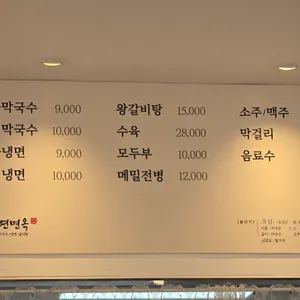 막국수 9,000
막국수 10,000
냉면 9,000
냉면 10,000
왕갈비탕 15,000
수육 28,000
모두부 10,000
메밀전병 12,000
소주/맥주
막걸리
음료수
면옥